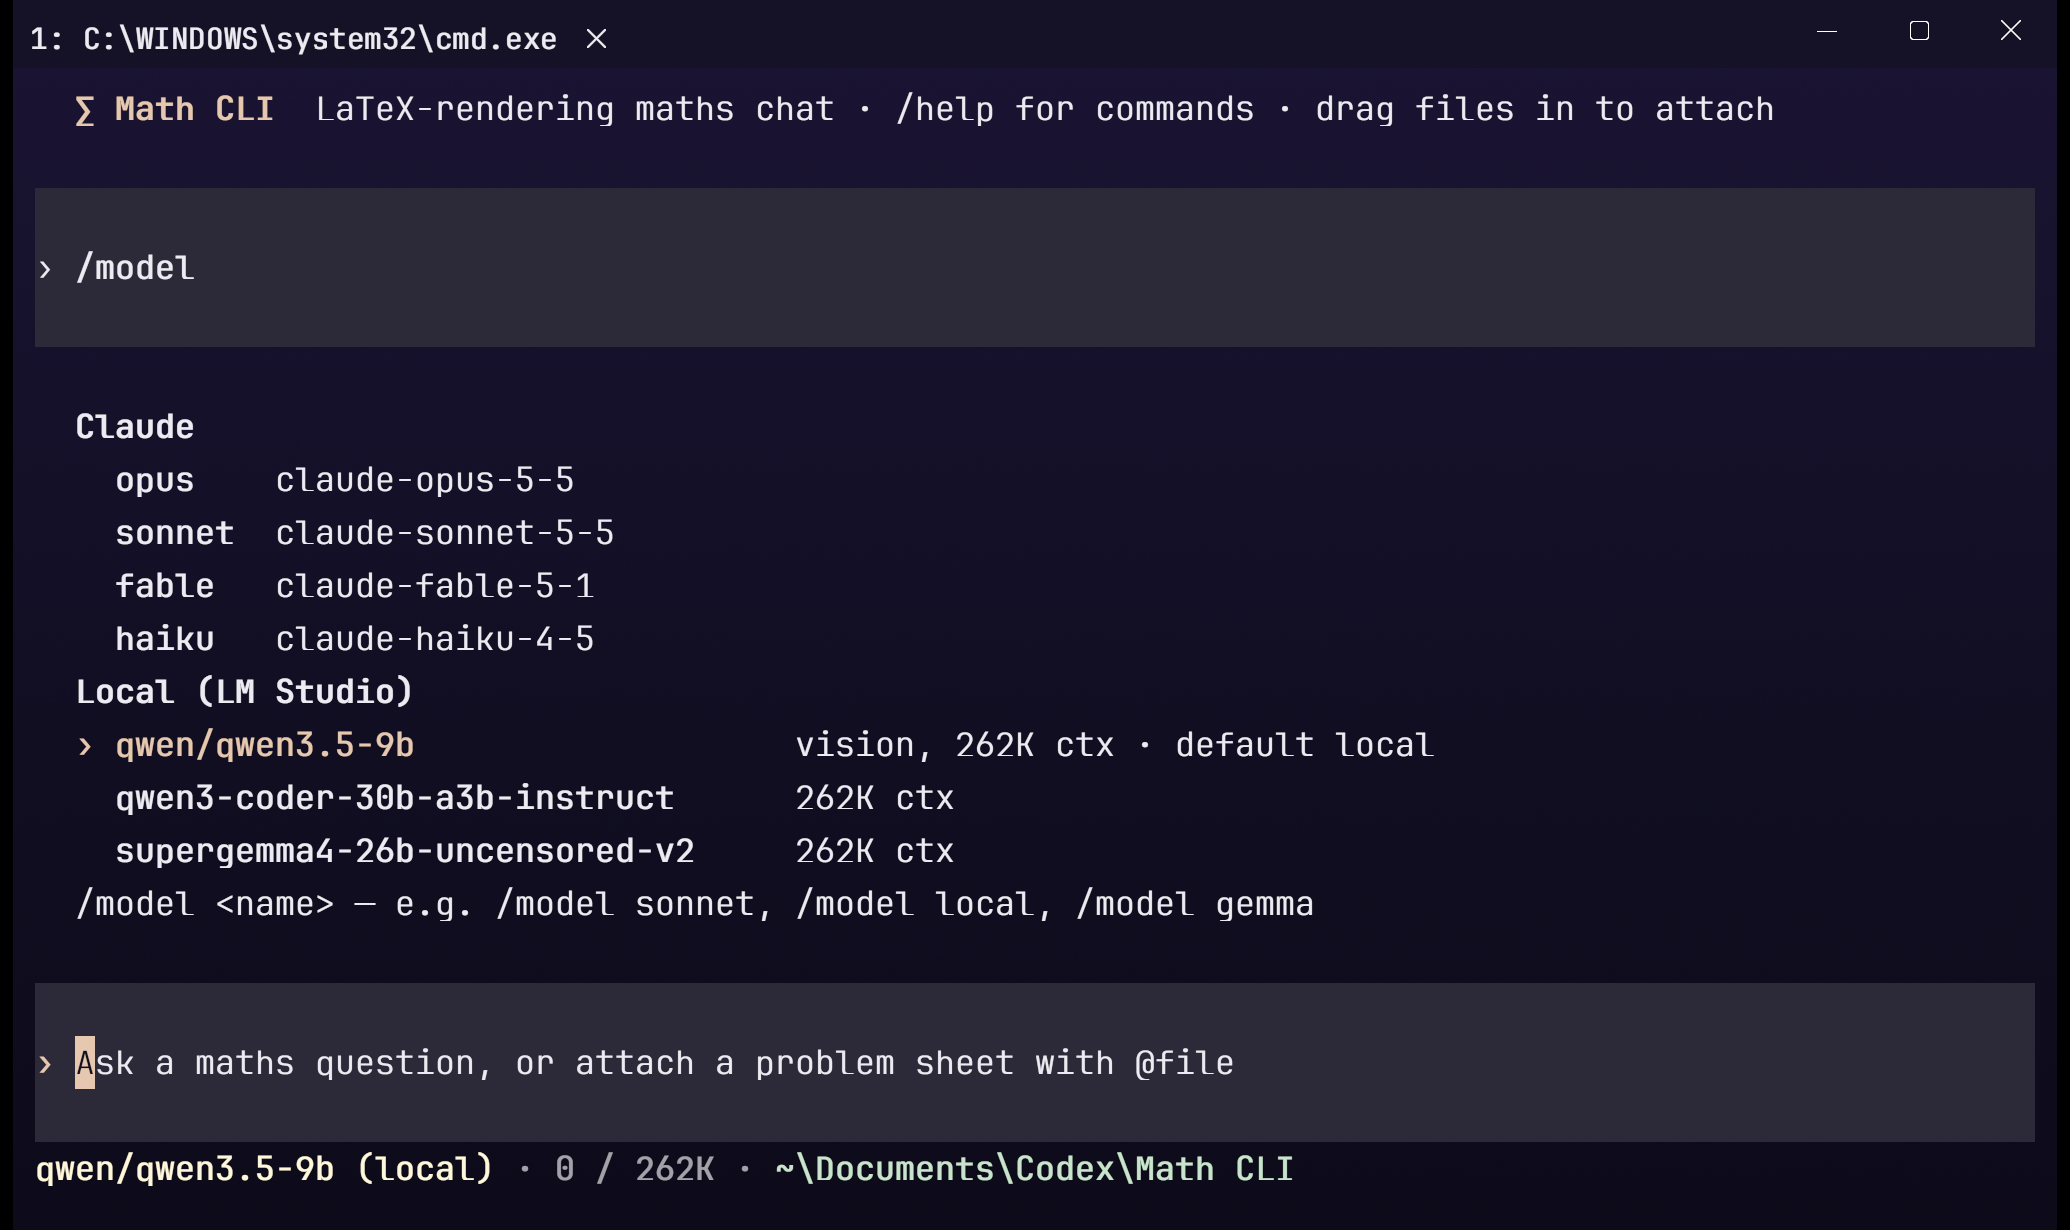 1: C:\WINDOWS\system32\cmd.exe ×
∑ Math CLI  LaTeX-rendering maths chat · /help for commands · drag files in to attach
› /model
Claude
opus    claude-opus-5-5
sonnet  claude-sonnet-5-5
fable   claude-fable-5-1
haiku   claude-haiku-4-5
Local (LM Studio)
› qwen/qwen3.5-9b                   vision, 262K ctx · default local
qwen3-coder-30b-a3b-instruct      262K ctx
supergemma4-26b-uncensored-v2     262K ctx
/model <name> — e.g. /model sonnet, /model local, /model gemma
› Ask a maths question, or attach a problem sheet with @file
qwen/qwen3.5-9b (local) · 0 / 262K · ~\Documents\Codex\Math CLI